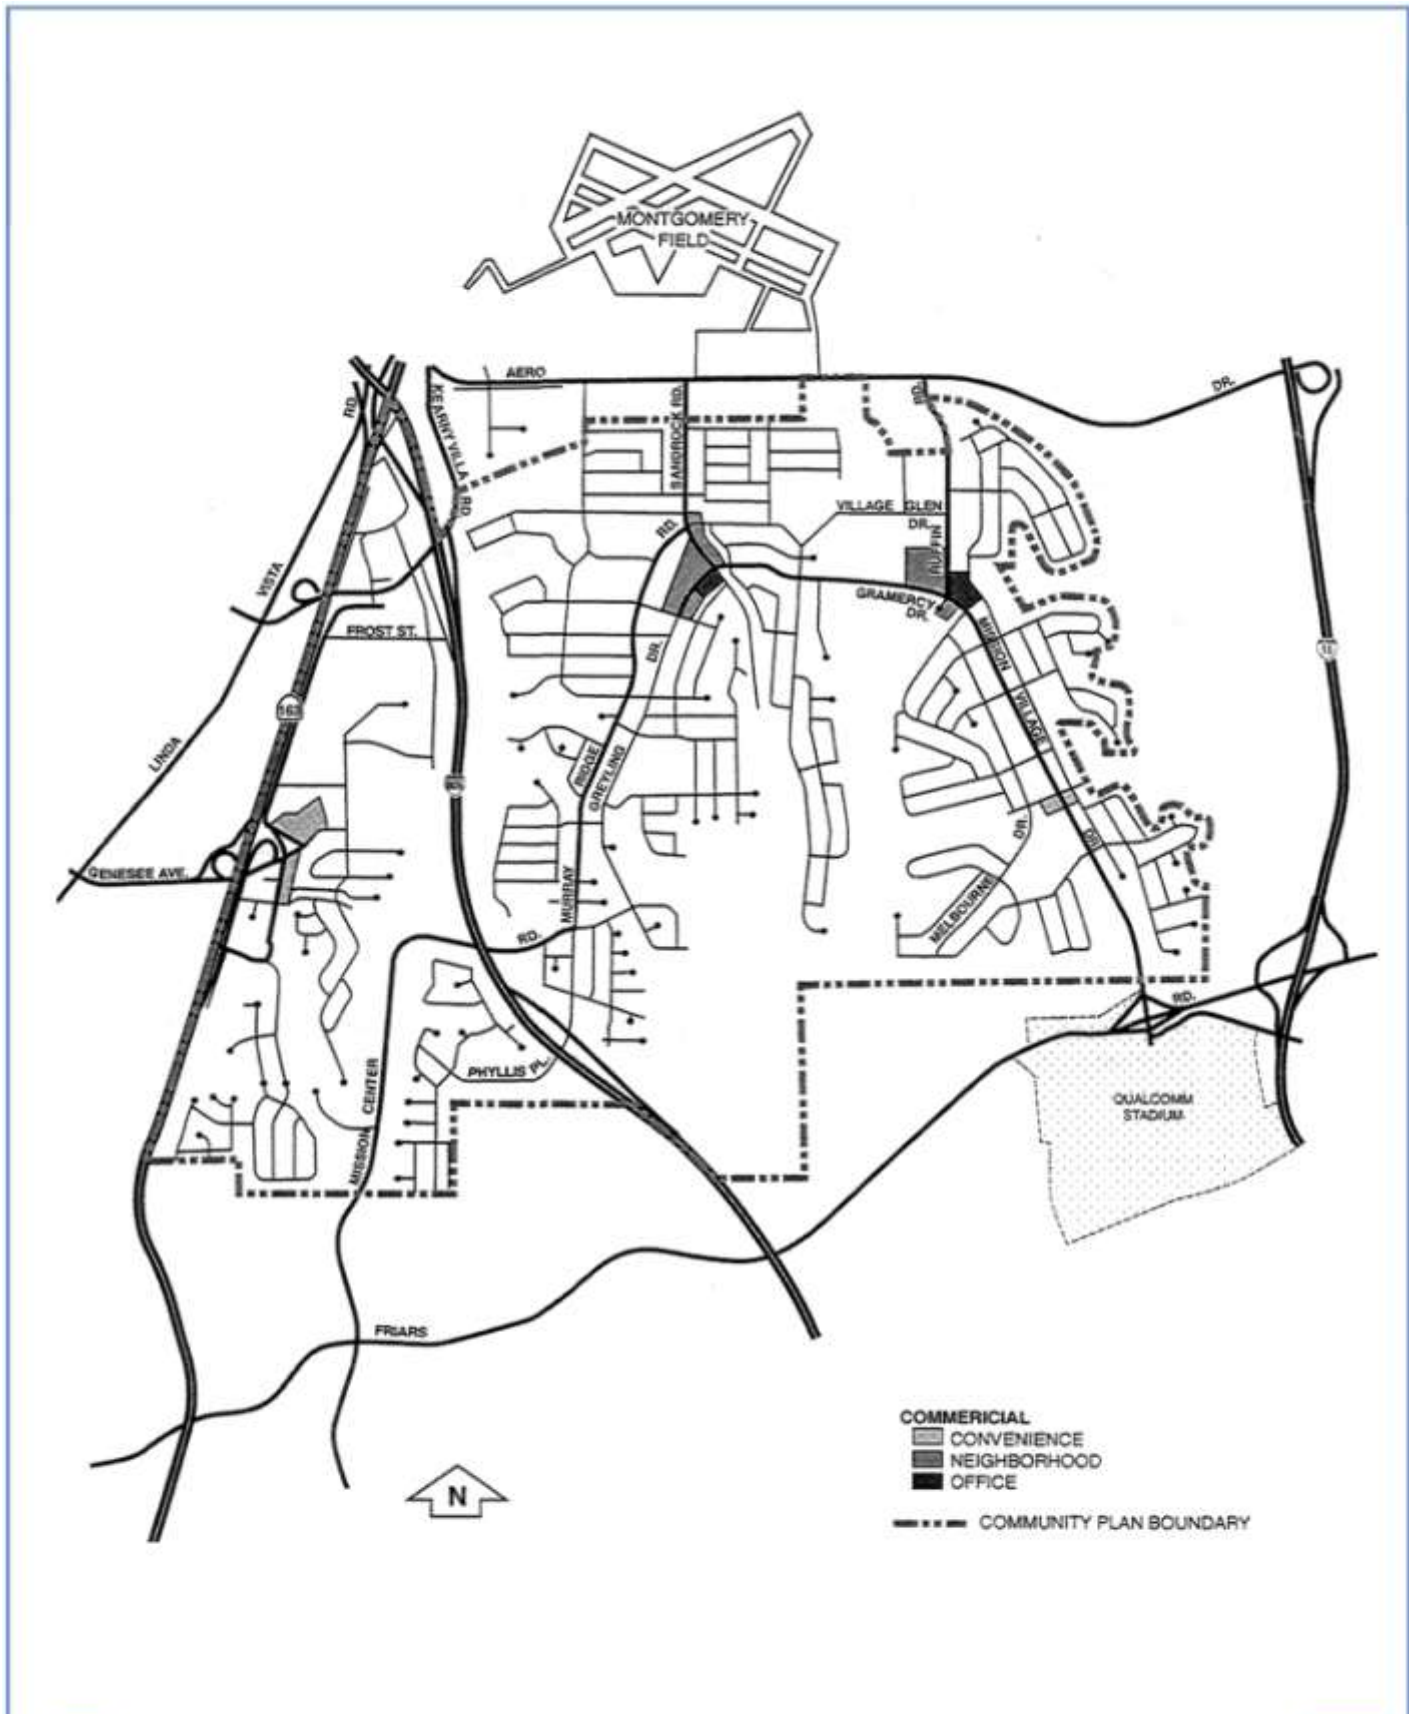 MONTGOMERY
FIELD
AERO
DR.
RD.
KEARNY VILLA
RD
SANDROCK RD.
RD.
VILLAGE GLEN
DR.
RUFFIN
RD.
VISTA
GRAMERCY
DR.
FROST ST.
DR.
MISSION
15
163
VILLAGE
LINDA
RIDGE
GREYLING
805
DR.
DR.
GENESEE AVE.
MURRAY
MELBOURNE
RD.
RD.
PHYLLIS PL.
CENTER
MISSION
QUALCOMM
STADIUM
FRIARS
COMMERICIAL
CONVENIENCE
NEIGHBORHOOD
OFFICE
N
COMMUNITY PLAN BOUNDARY